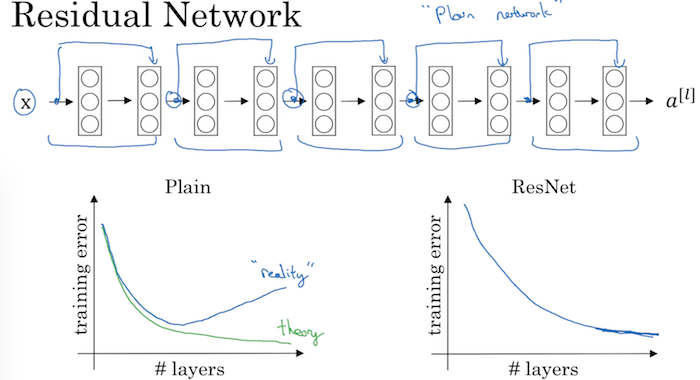 Residual Network
"Plain network"
x
a[l]
Plain
training error
# layers
"reality"
theory
ResNet
training error
# layers